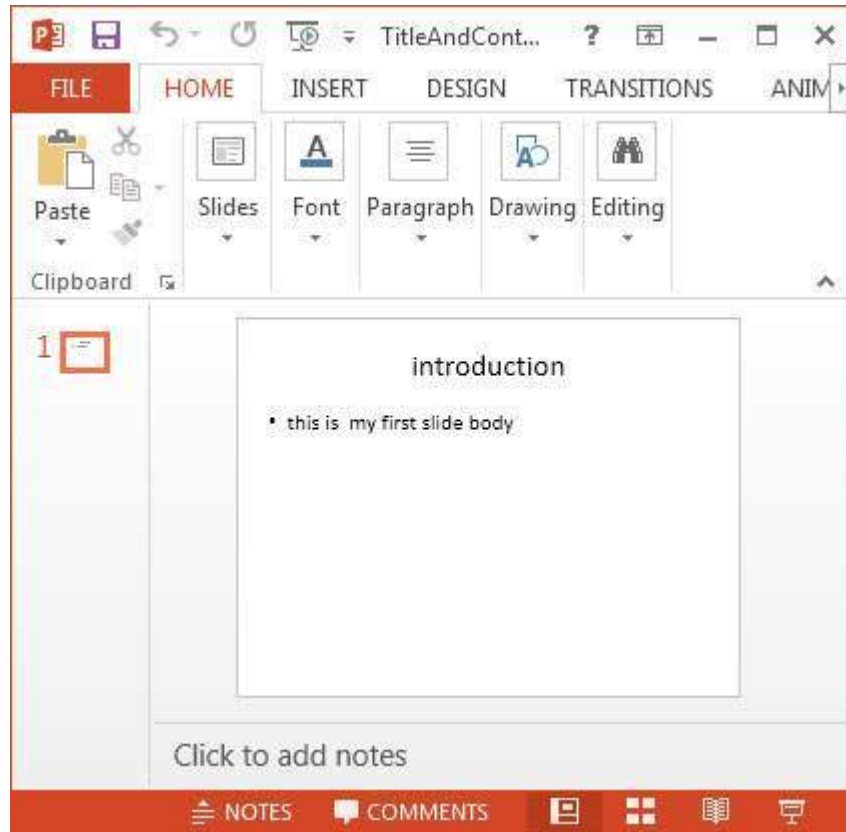 TitleAndCont... ?
FILE HOME INSERT DESIGN TRANSITIONS ANIM
Paste Slides Font Paragraph Drawing Editing
Clipboard
1
introduction
• this is  my first slide body
Click to add notes
NOTES COMMENTS